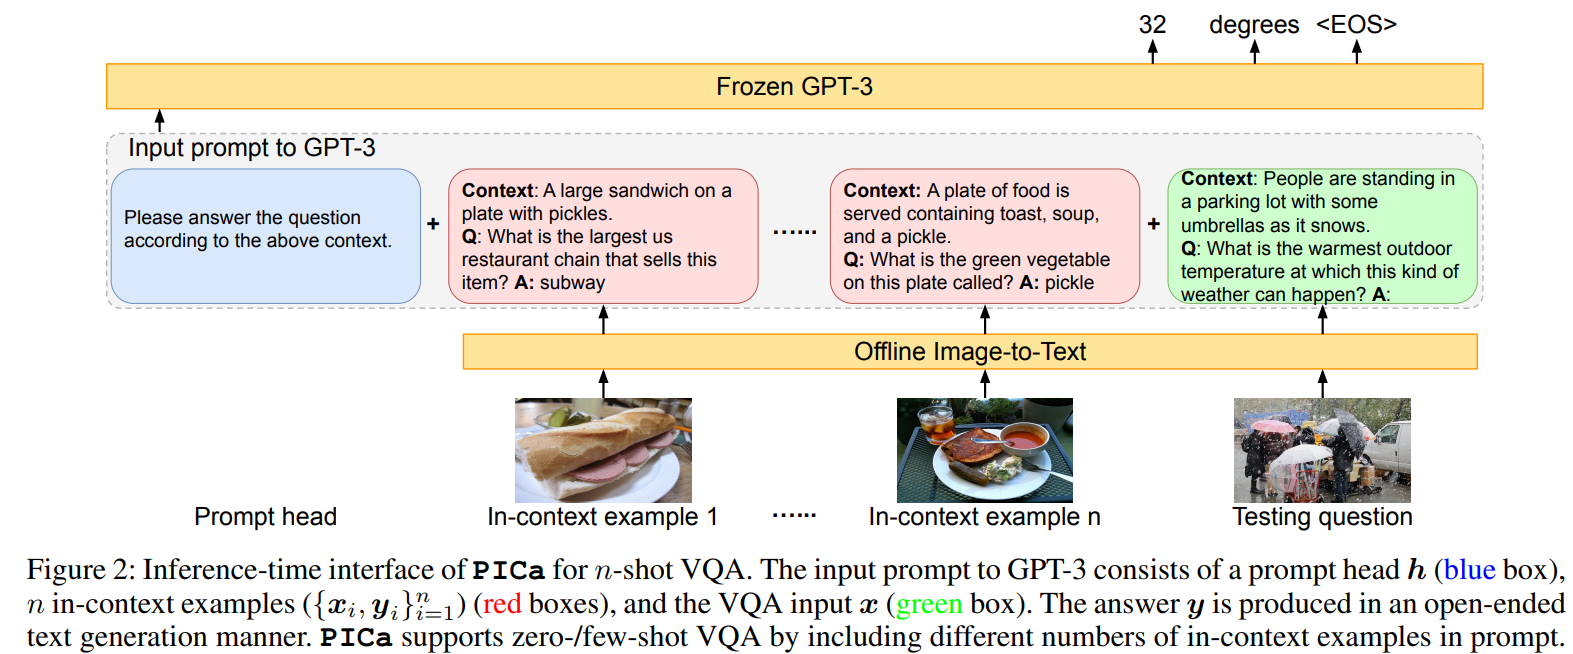 32 degrees <EOS>
Frozen GPT-3
Input prompt to GPT-3
Please answer the question
according to the above context.
+
Context: A large sandwich on a
plate with pickles.
Q: What is the largest us
restaurant chain that sells this
item? A: subway
......
Context: A plate of food is
served containing toast, soup,
and a pickle.
Q: What is the green vegetable
on this plate called? A: pickle
+
Context: People are standing in
a parking lot with some
umbrellas as it snows.
Q: What is the warmest outdoor
temperature at which this kind of
weather can happen? A:
Offline Image-to-Text
Prompt head
In-context example 1
......
In-context example n
Testing question
Figure 2: Inference-time interface of PICa for n-shot VQA. The input prompt to GPT-3 consists of a prompt head h (blue box),
n in-context examples ({x_i, y_i}_{i=1}^n) (red boxes), and the VQA input x (green box). The answer y is produced in an open-ended
text generation manner. PICa supports zero-/few-shot VQA by including different numbers of in-context examples in prompt.